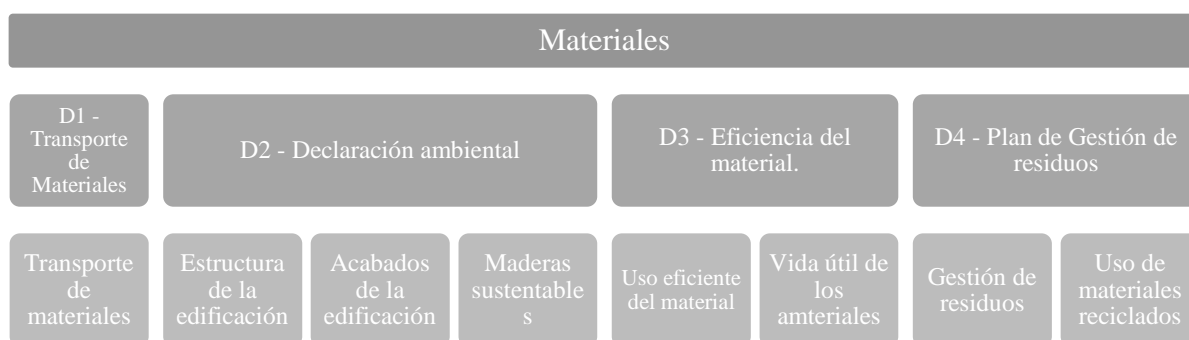 Materiales
D1 -
Transporte
de
Materiales
D2 - Declaración ambiental
D3 - Eficiencia del
material.
D4 - Plan de Gestión de
residuos
Transporte
de
materiales
Estructura
de la
edificación
Acabados
de la
edificación
Maderas
sustentable
s
Uso eficiente
del material
Vida útil de
los
amteriales
Gestión de
residuos
Uso de
materiales
reciclados